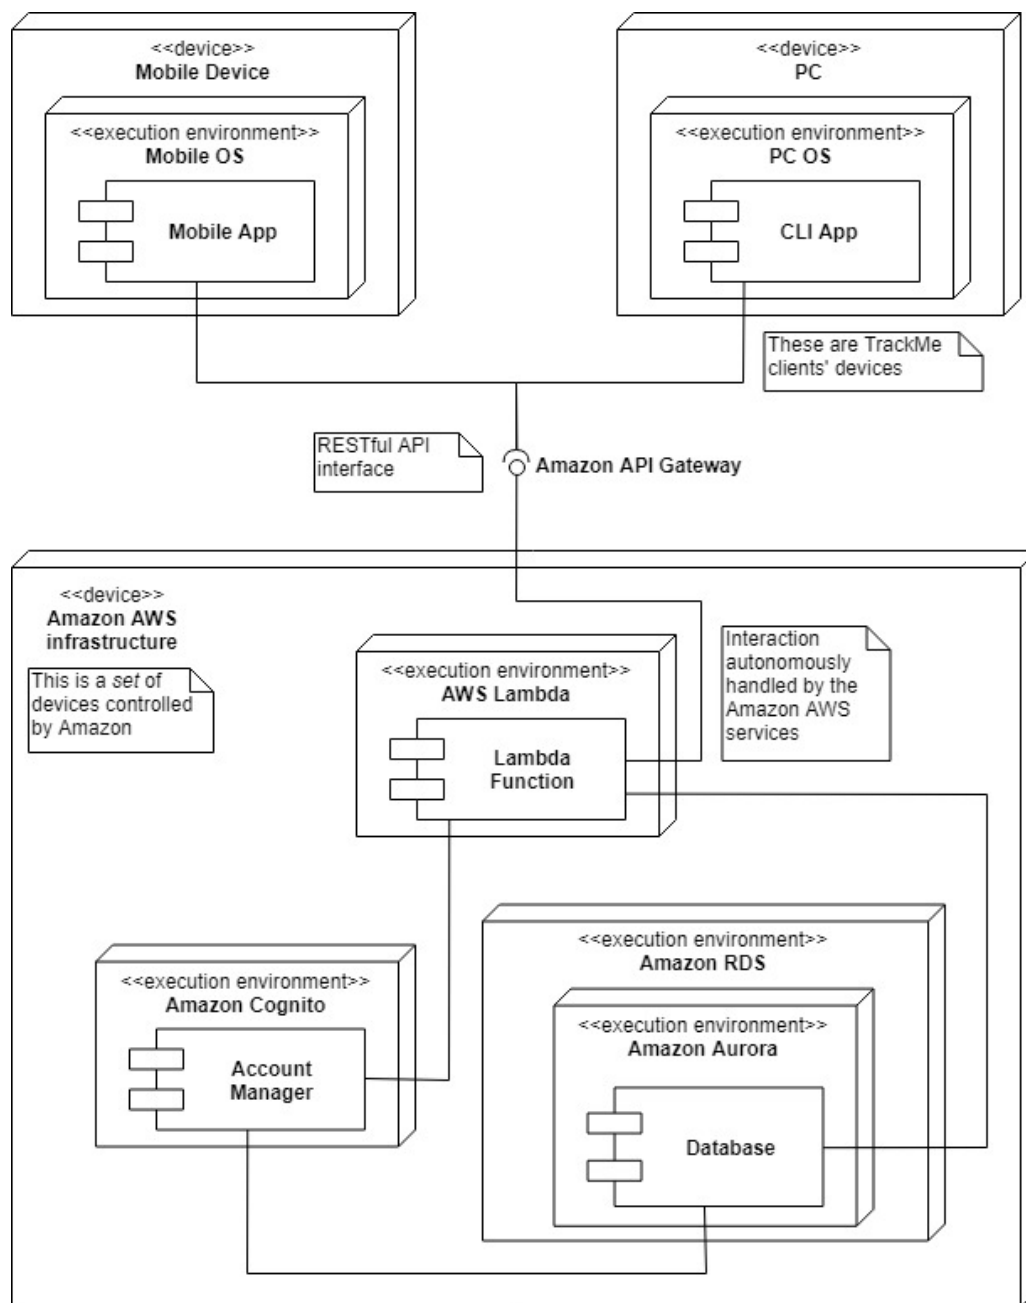 <<device>>
Mobile Device
<<execution environment>>
Mobile OS
Mobile App
<<device>>
PC
<<execution environment>>
PC OS
CLI App
These are TrackMe
clients' devices
RESTful API
interface
Amazon API Gateway
<<device>>
Amazon AWS
infrastructure
This is a set of
devices controlled
by Amazon
<<execution environment>>
AWS Lambda
Lambda
Function
Interaction
autonomously
handled by the
Amazon AWS
services
<<execution environment>>
Amazon Cognito
Account
Manager
<<execution environment>>
Amazon RDS
<<execution environment>>
Amazon Aurora
Database